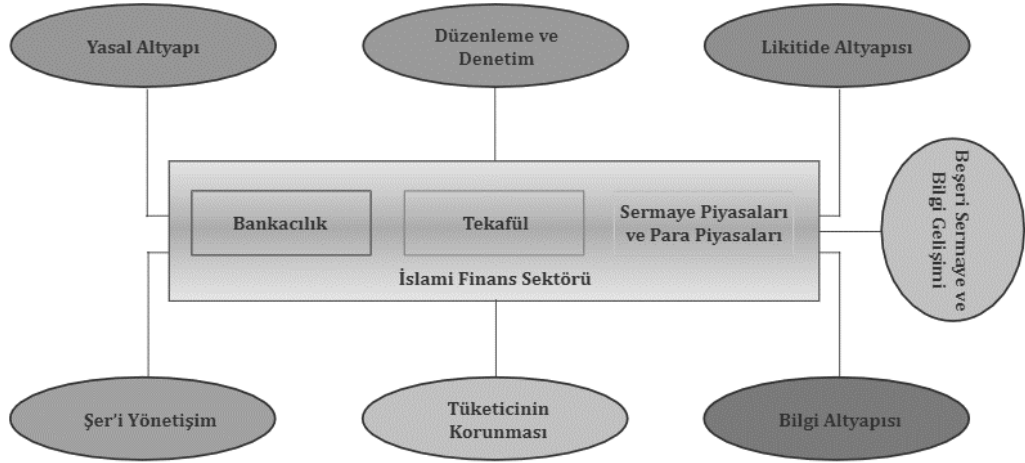 Yasal Altyapı
Düzenleme ve
Denetim
Likitide Altyapısı
Beşeri Sermaye ve
Bilgi Gelişimi
Bankacılık
Tekafül
Sermaye Piyasaları
ve Para Piyasaları
İslami Finans Sektörü
Şer’i Yönetişim
Tüketicinin
Korunması
Bilgi Altyapısı